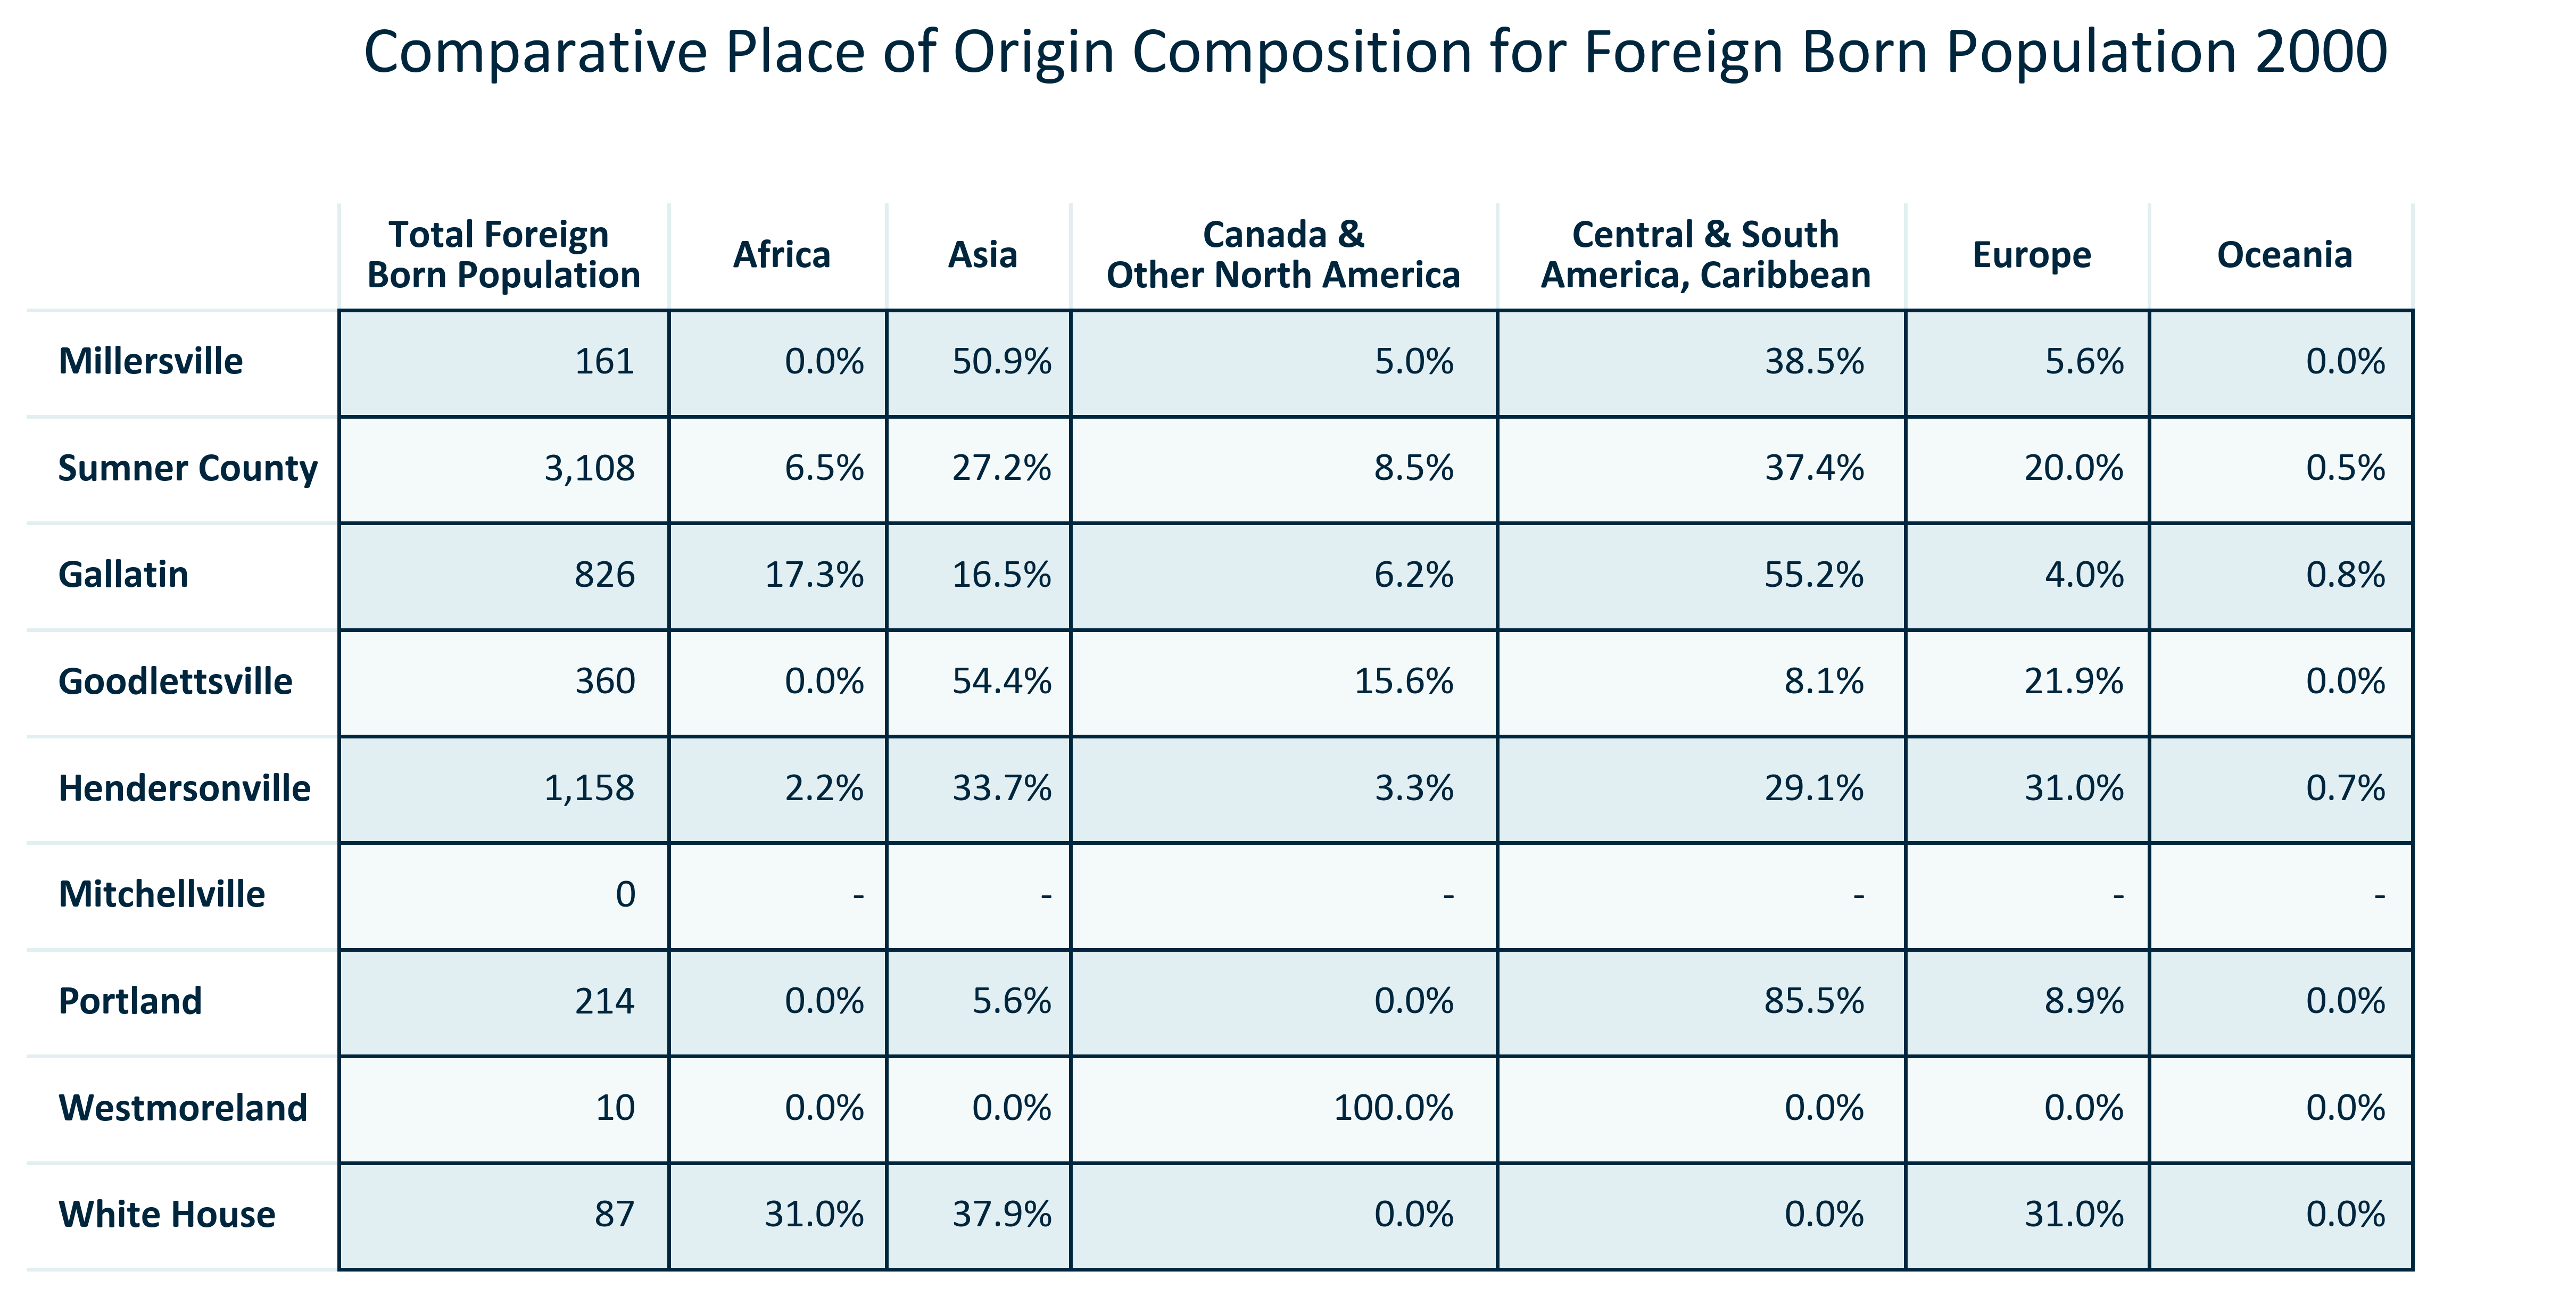 Comparative Place of Origin Composition for Foreign Born Population 2000
Total Foreign Born Population Africa Asia Canada & Other North America Central & South America, Caribbean Europe Oceania
Millersville 161 0.0% 50.9% 5.0% 38.5% 5.6% 0.0%
Sumner County 3,108 6.5% 27.2% 8.5% 37.4% 20.0% 0.5%
Gallatin 826 17.3% 16.5% 6.2% 55.2% 4.0% 0.8%
Goodlettsville 360 0.0% 54.4% 15.6% 8.1% 21.9% 0.0%
Hendersonville 1,158 2.2% 33.7% 3.3% 29.1% 31.0% 0.7%
Mitchellville 0 - - - - - -
Portland 214 0.0% 5.6% 0.0% 85.5% 8.9% 0.0%
Westmoreland 10 0.0% 0.0% 100.0% 0.0% 0.0% 0.0%
White House 87 31.0% 37.9% 0.0% 0.0% 31.0% 0.0%